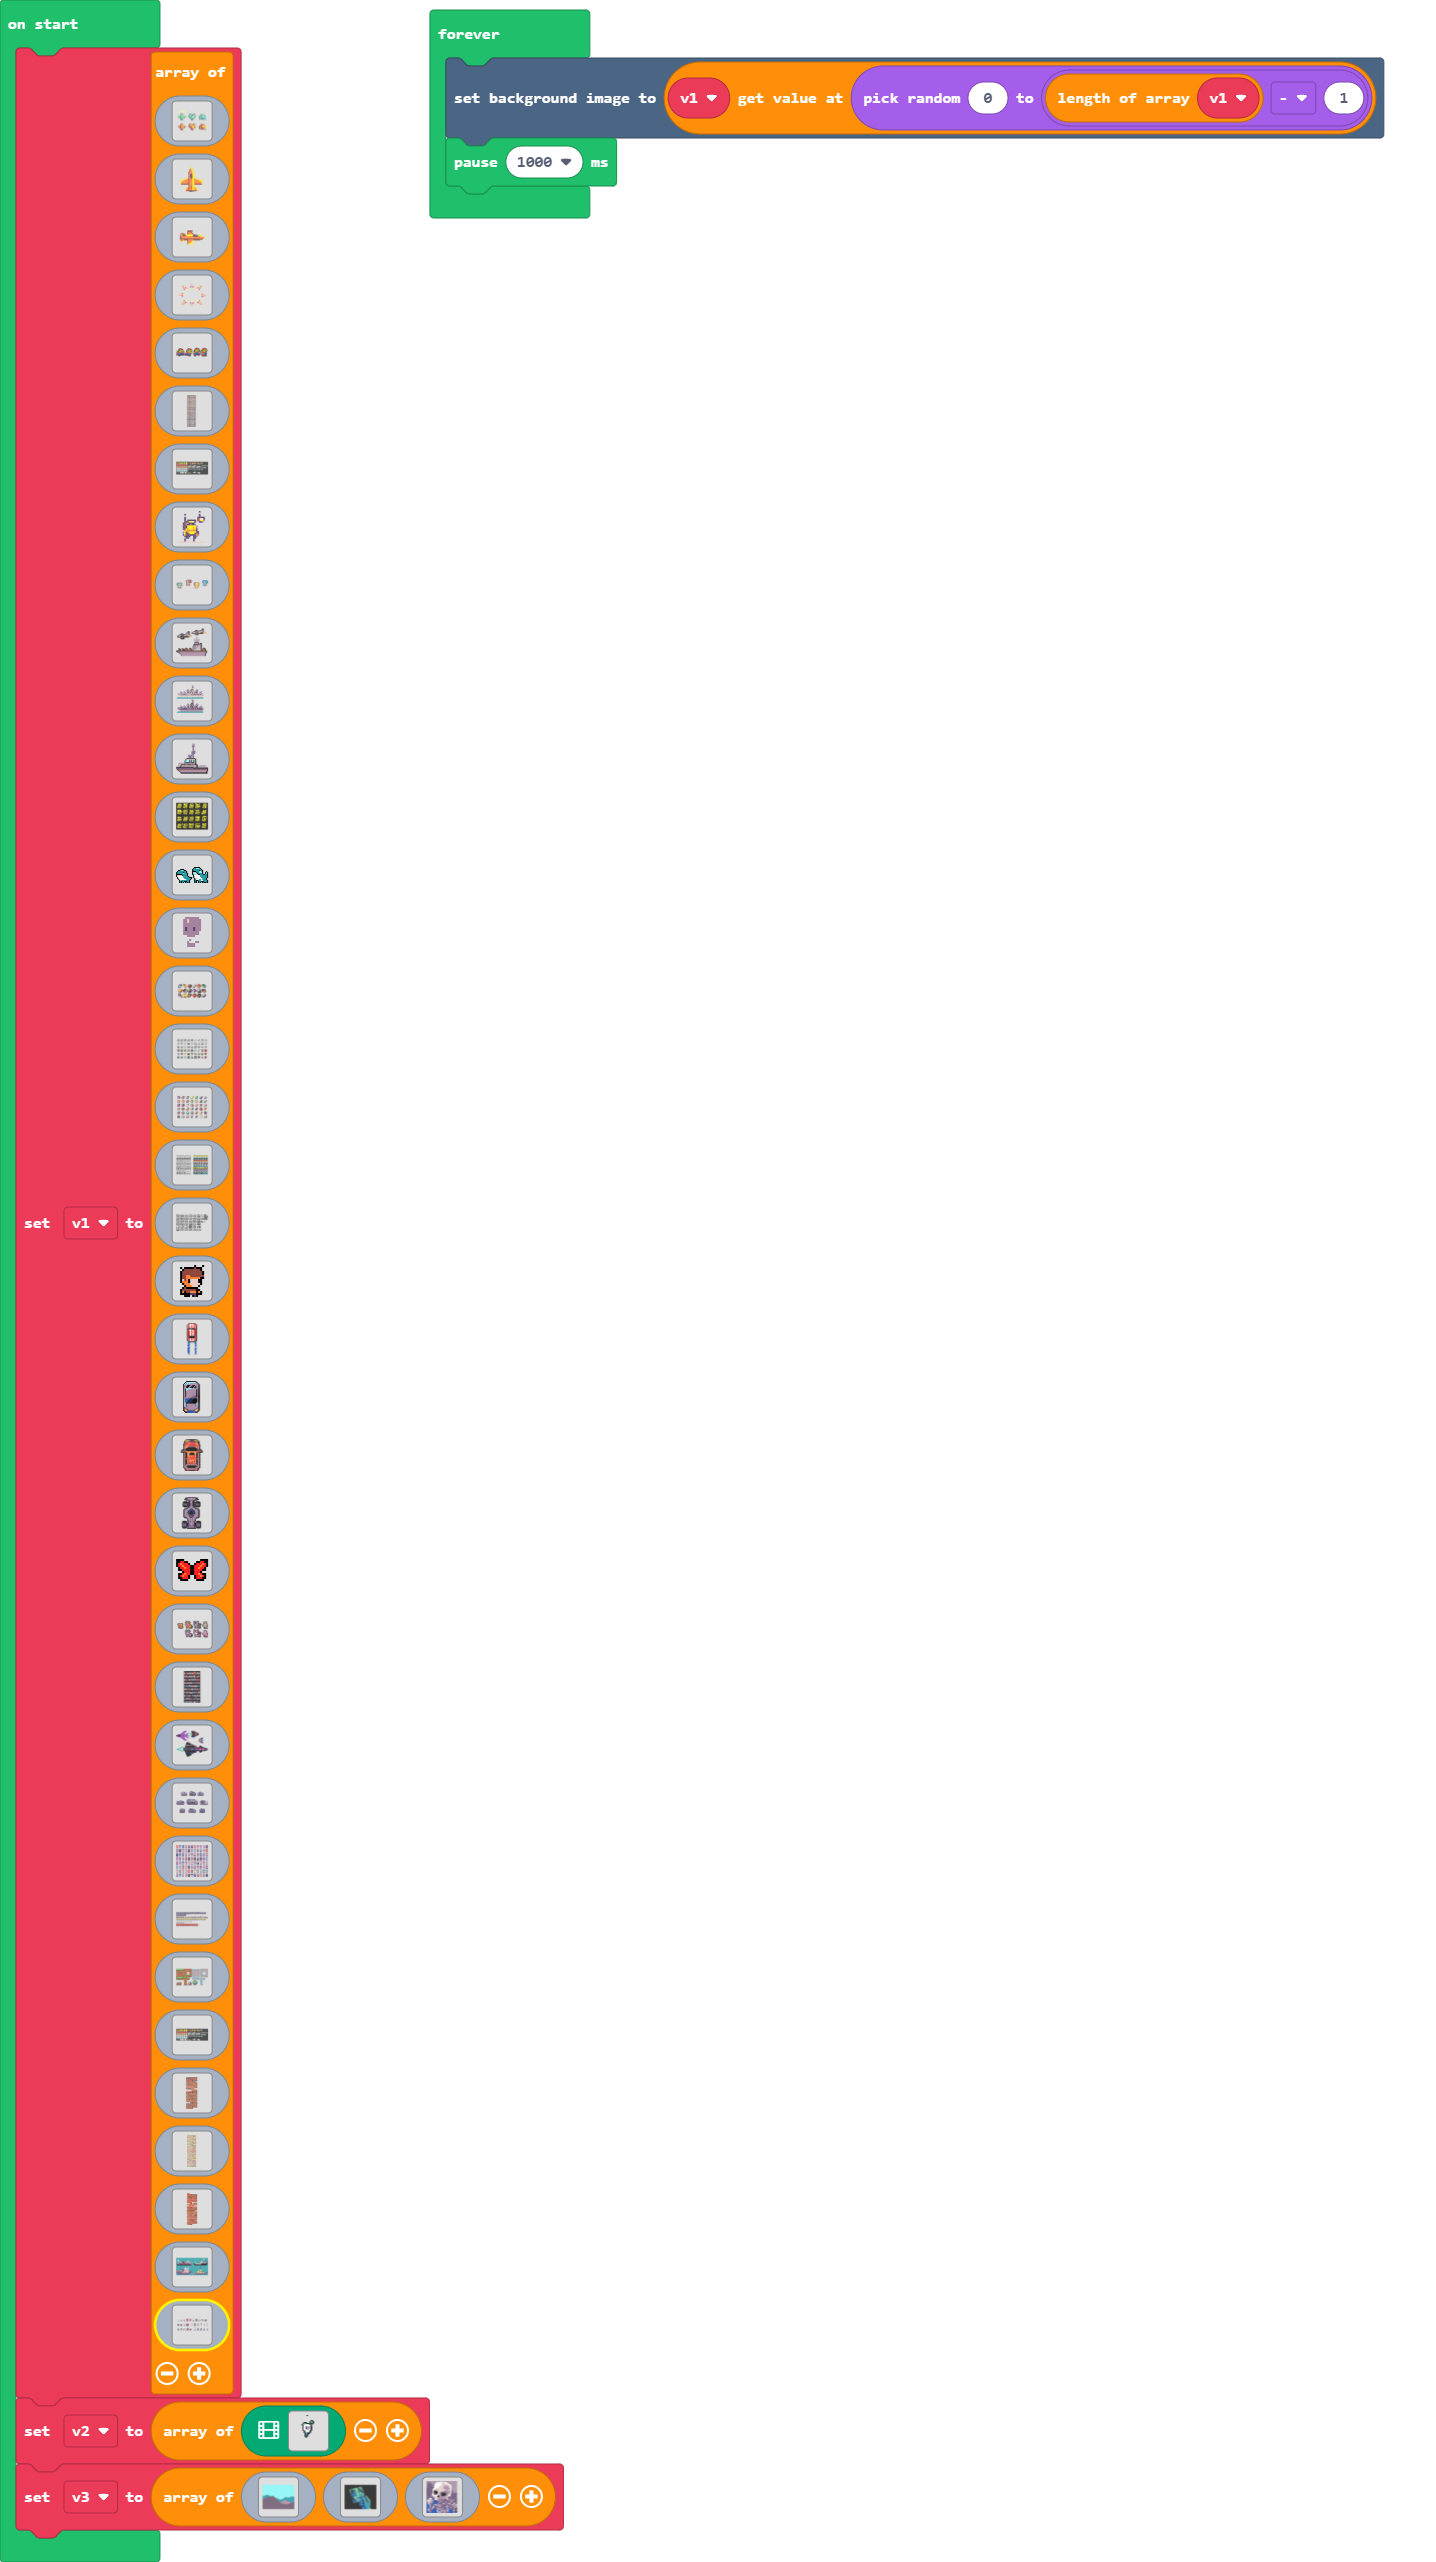 on start
array of
set v1 to
set v2 to array of
set v3 to array of
forever
set background image to v1 get value at pick random 0 to length of array v1 - 1
pause 1000 ms